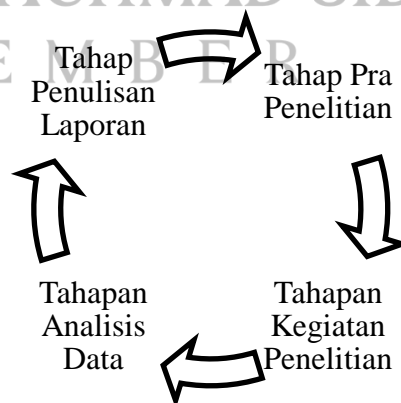 Tahap
Penulisan
Laporan
Tahap Pra
Penelitian
Tahapan
Kegiatan
Penelitian
Tahapan
Analisis
Data
E M B E R